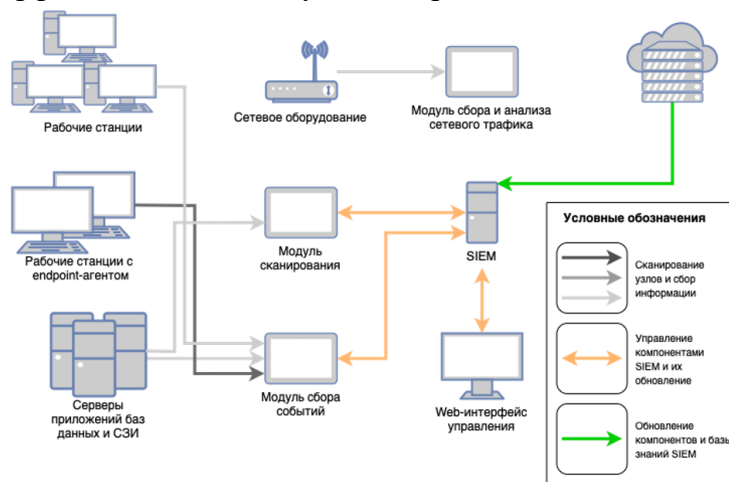 Рабочие станции
Сетевое оборудование
Модуль сбора и анализа
сетевого трафика
Рабочие станции с
endpoint-агентом
Модуль
сканирования
SIEM
Серверы
приложений баз
данных и СЗИ
Модуль сбора
событий
Web-интерфейс
управления
Условные обозначения
Сканирование
узлов и сбор
информации
Управление
компонентами
SIEM и их
обновление
Обновление
компонентов и базы
знаний SIEM